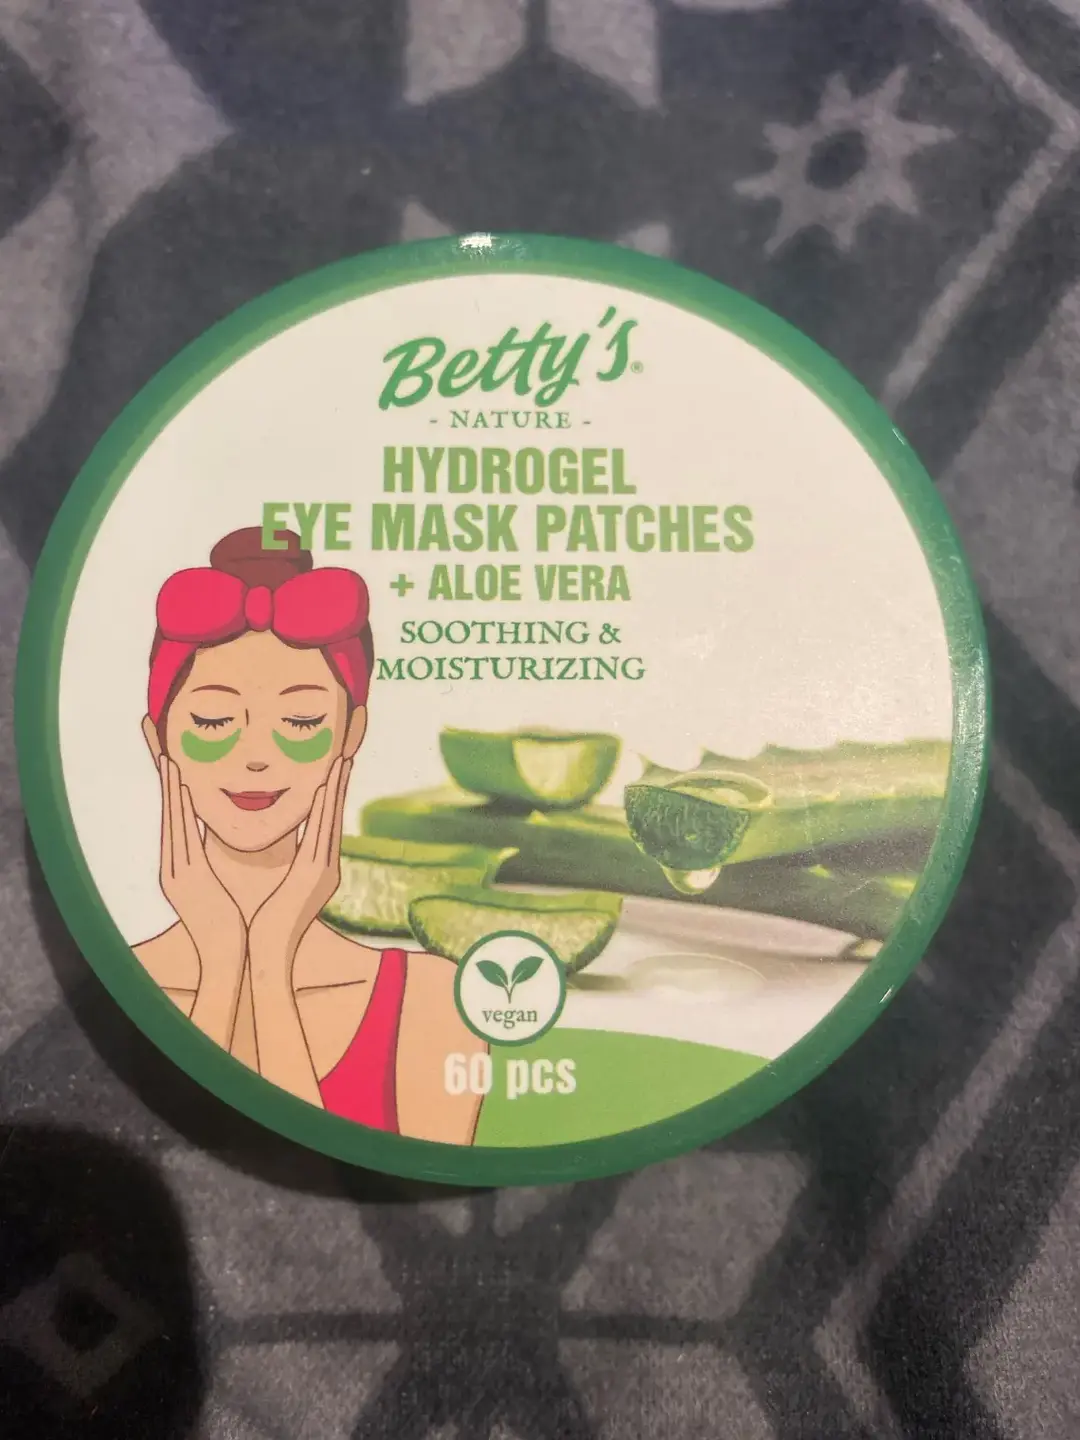 Betty's®
- NATURE -
HYDROGEL
EYE MASK PATCHES
+ ALOE VERA
SOOTHING &
MOISTURIZING
vegan
60 pcs